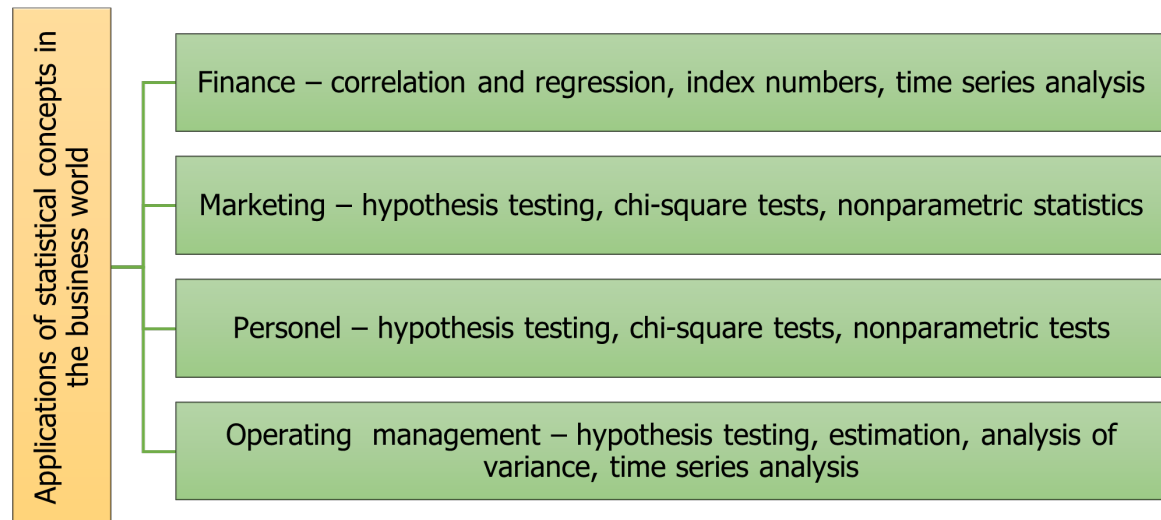 Applications of statistical concepts in
the business world
Finance – correlation and regression, index numbers, time series analysis
Marketing – hypothesis testing, chi-square tests, nonparametric statistics
Personel – hypothesis testing, chi-square tests, nonparametric tests
Operating  management – hypothesis testing, estimation, analysis of
variance, time series analysis